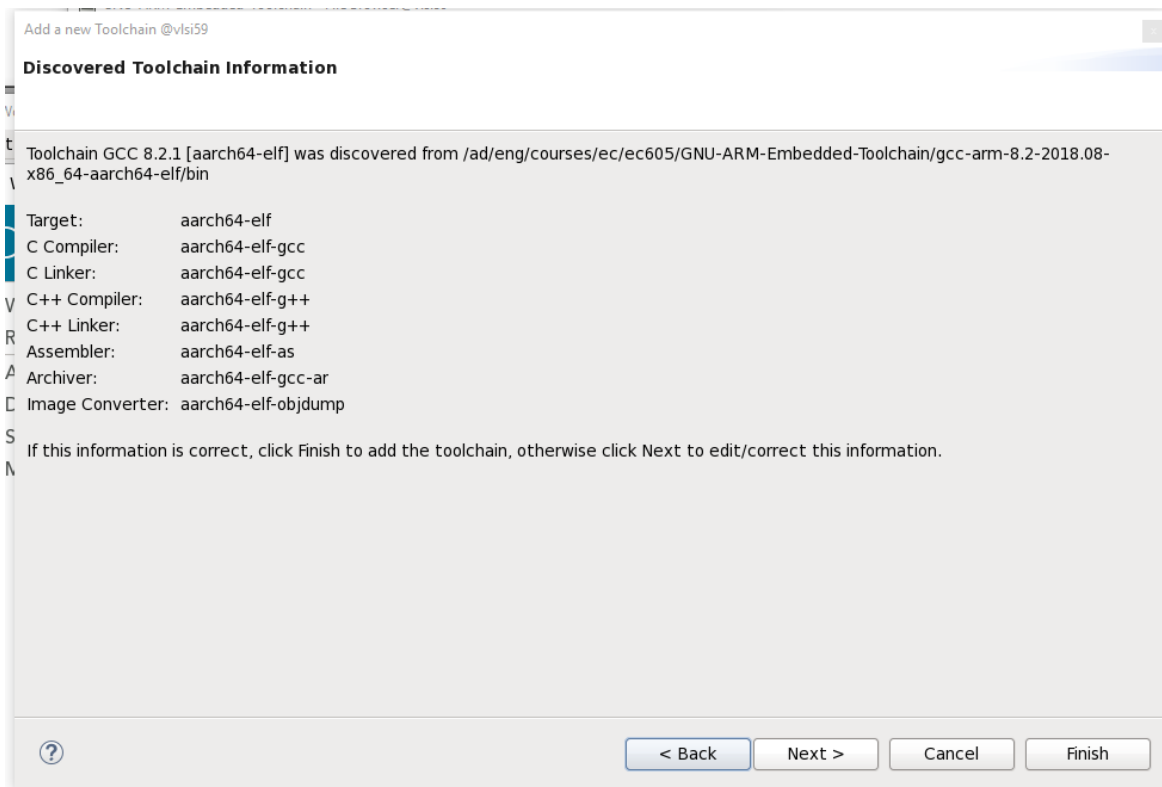 Add a new Toolchain @vlsi59
Discovered Toolchain Information
Toolchain GCC 8.2.1 [aarch64-elf] was discovered from /ad/eng/courses/ec/ec605/GNU-ARM-Embedded-Toolchain/gcc-arm-8.2-2018.08-
x86_64-aarch64-elf/bin
Target: aarch64-elf
C Compiler: aarch64-elf-gcc
C Linker: aarch64-elf-gcc
C++ Compiler: aarch64-elf-g++
C++ Linker: aarch64-elf-g++
Assembler: aarch64-elf-as
Archiver: aarch64-elf-gcc-ar
Image Converter: aarch64-elf-objdump
If this information is correct, click Finish to add the toolchain, otherwise click Next to edit/correct this information.
? < Back Next > Cancel Finish